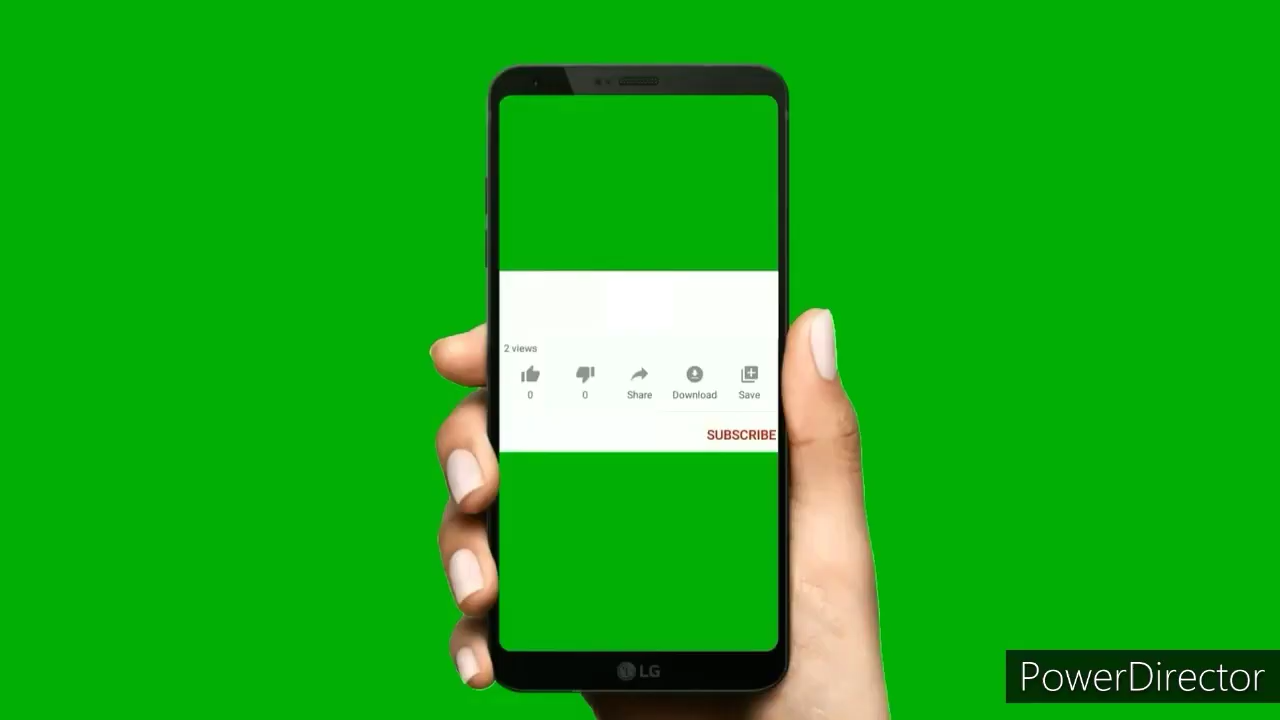 2 views
0 0 Share Download Save
SUBSCRIBE
LG
PowerDirector